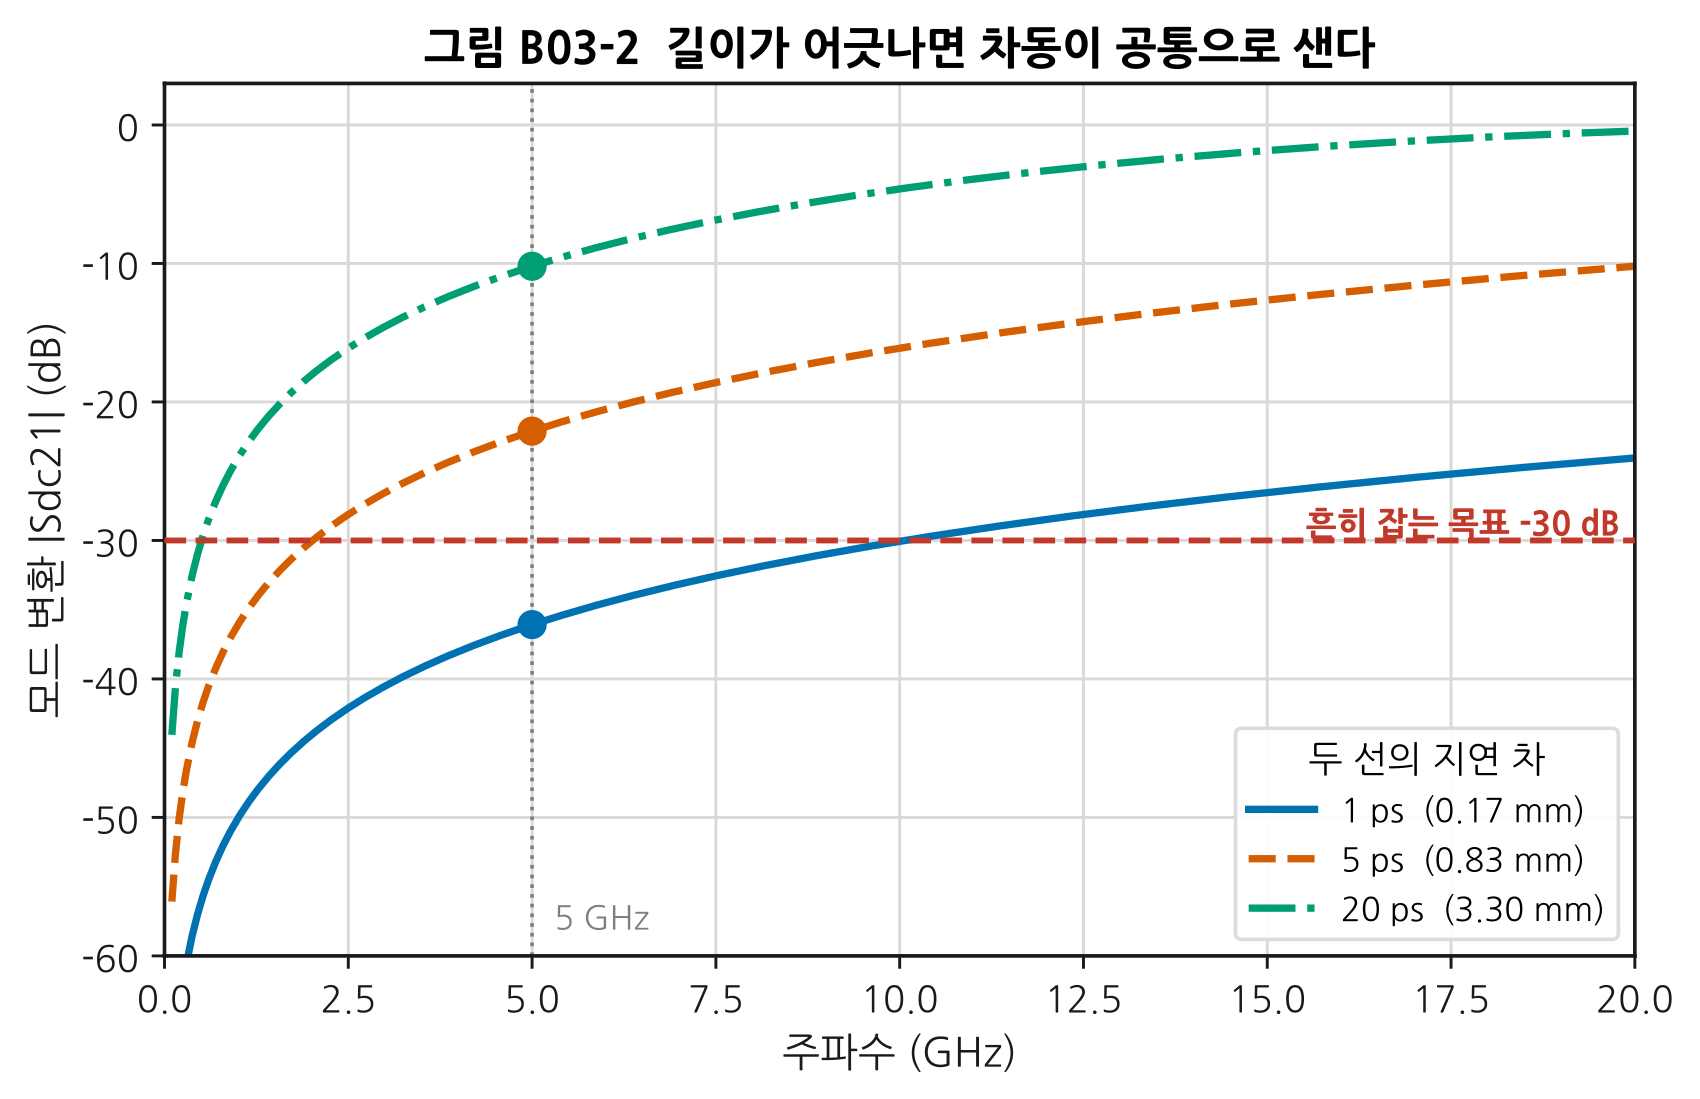 그림 B03-2 길이가 어긋나면 차동이 공통으로 샌다
모드 변환 |Sdc21| (dB)
0
-10
-20
-30
-40
-50
-60
흔히 잡는 목표 -30 dB
5 GHz
두 선의 지연 차
1 ps (0.17 mm)
5 ps (0.83 mm)
20 ps (3.30 mm)
0.0 2.5 5.0 7.5 10.0 12.5 15.0 17.5 20.0
주파수 (GHz)